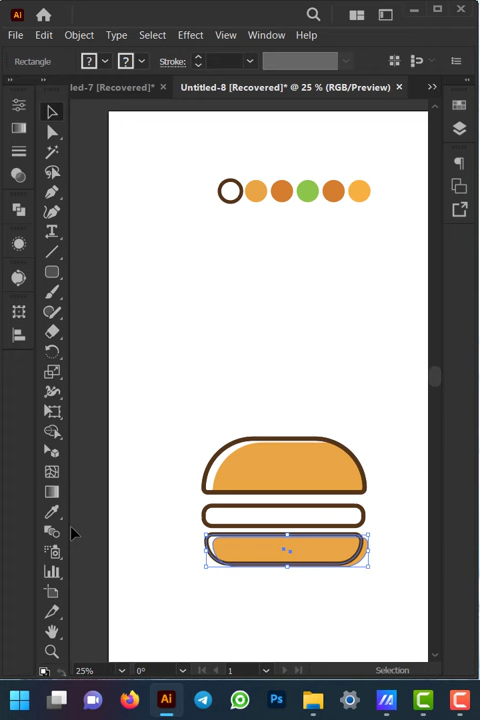 Ai
File Edit Object Type Select Effect View Window Help
Rectangle ? ? Stroke:
led-7 [Recovered]* × Untitled-8 [Recovered]* @ 25 % (RGB/Preview) ×
T
25% 0° 1 Selection
Ai Ps